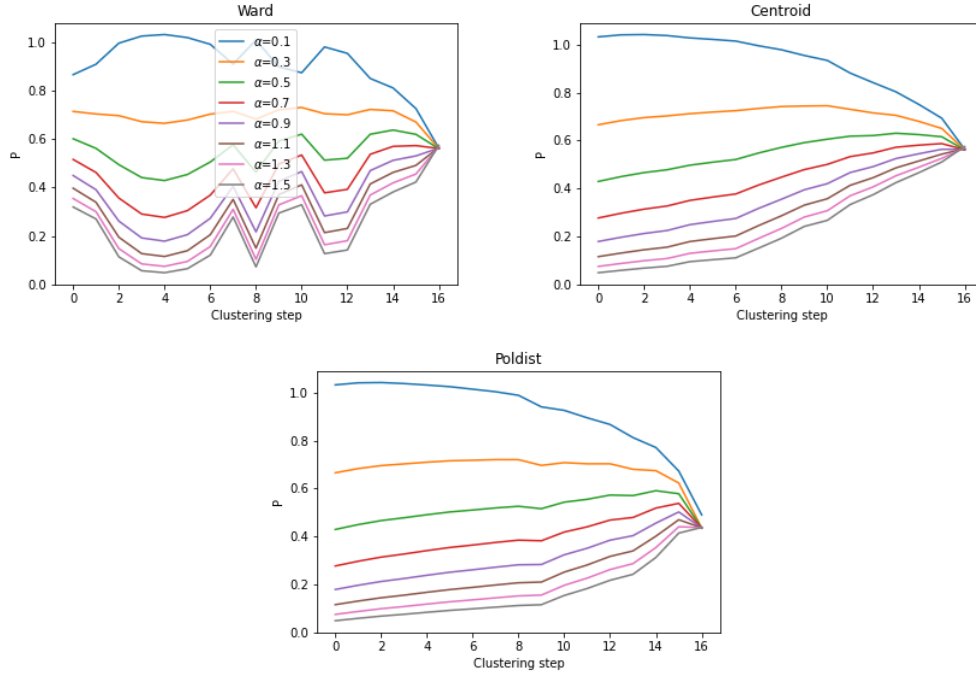 Ward
P
1.0
0.8
0.6
0.4
0.2
0.0
α=0.1
α=0.3
α=0.5
α=0.7
α=0.9
α=1.1
α=1.3
α=1.5
0 2 4 6 8 10 12 14 16
Clustering step
Centroid
P
1.0
0.8
0.6
0.4
0.2
0.0
0 2 4 6 8 10 12 14 16
Clustering step
Poldist
P
1.0
0.8
0.6
0.4
0.2
0.0
0 2 4 6 8 10 12 14 16
Clustering step